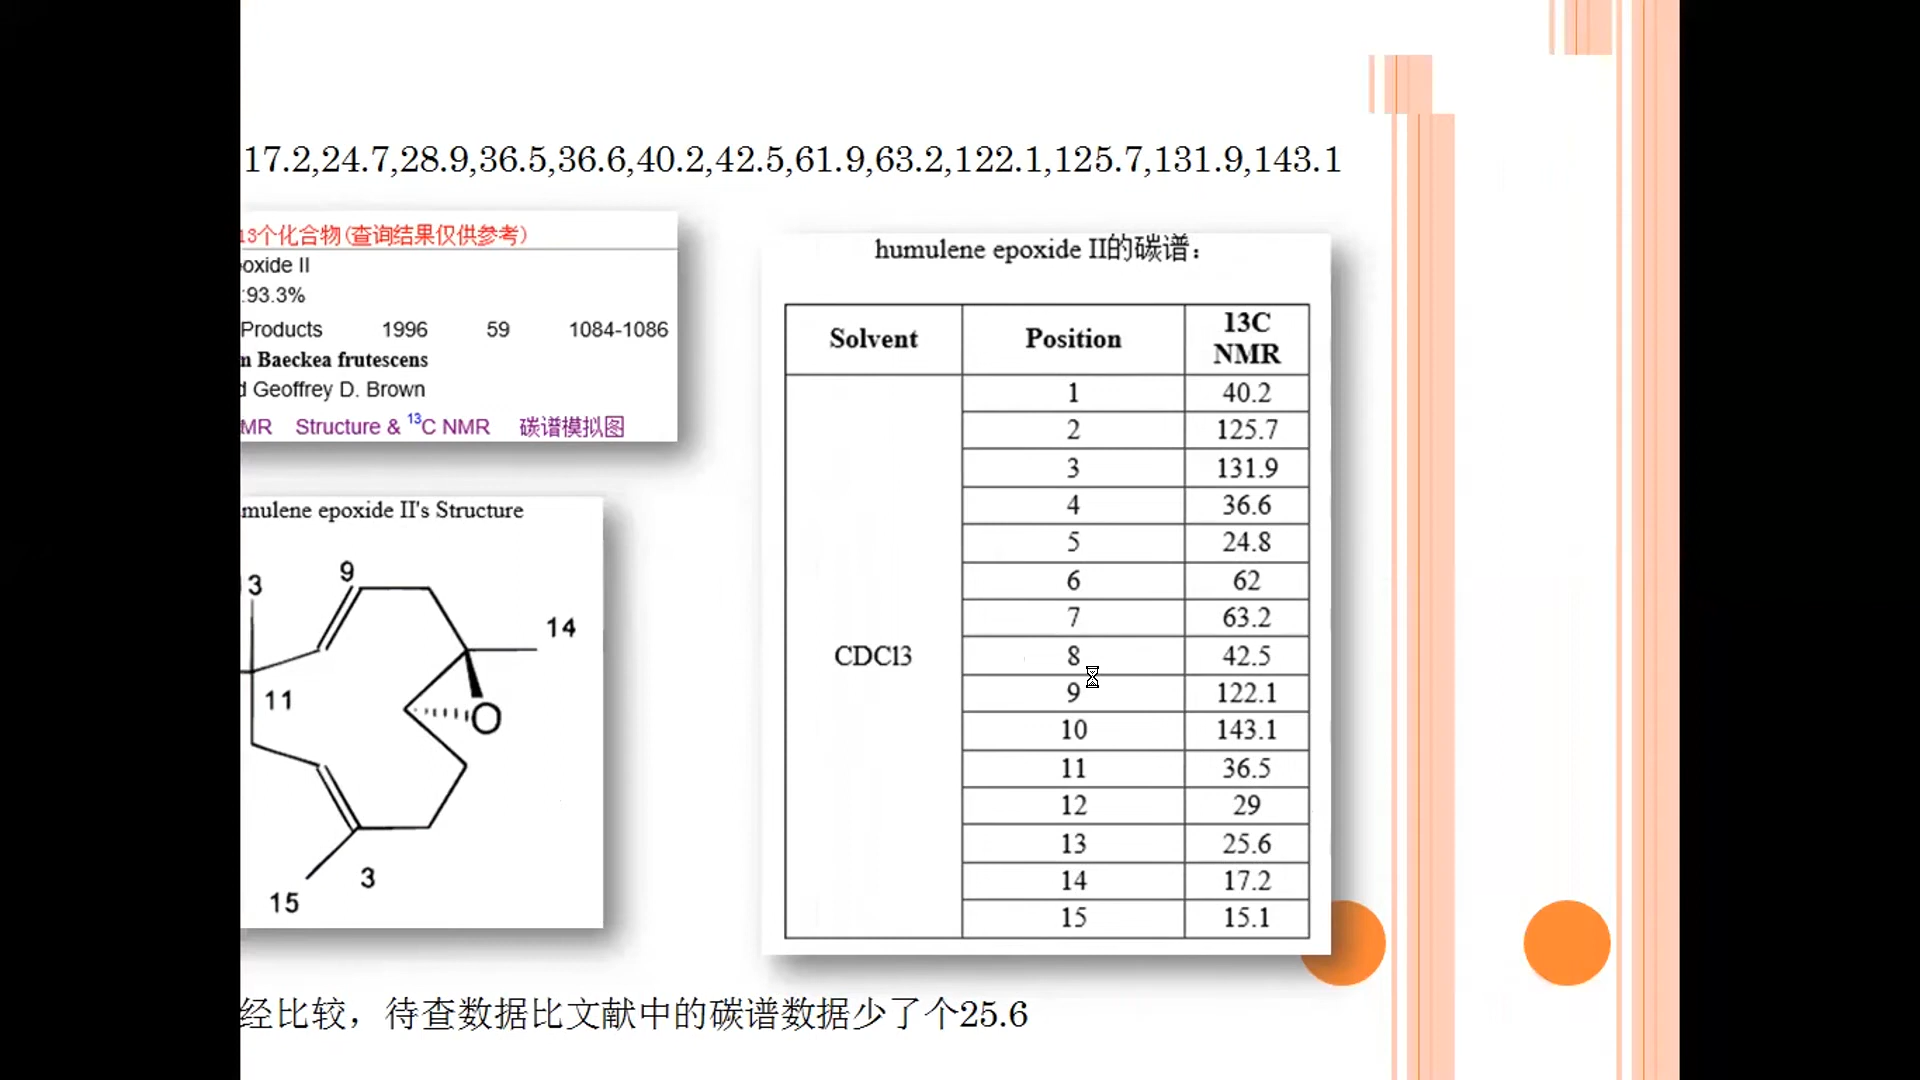 17.2,24.7,28.9,36.5,36.6,40.2,42.5,61.9,63.2,122.1,125.7,131.9,143.1
13个化合物(查询结果仅供参考)
oxide II
:93.3%
Products 1996 59 1084-1086
m Baeckea frutescens
d Geoffrey D. Brown
MR Structure & 13C NMR 碳谱模拟图
mulene epoxide II's Structure
9
3
14
11
O
3
15
humulene epoxide II的碳谱:
Solvent Position 13C NMR
CDCl3
1 40.2
2 125.7
3 131.9
4 36.6
5 24.8
6 62
7 63.2
8 42.5
9 122.1
10 143.1
11 36.5
12 29
13 25.6
14 17.2
15 15.1
经比较，待查数据比文献中的碳谱数据少了个25.6